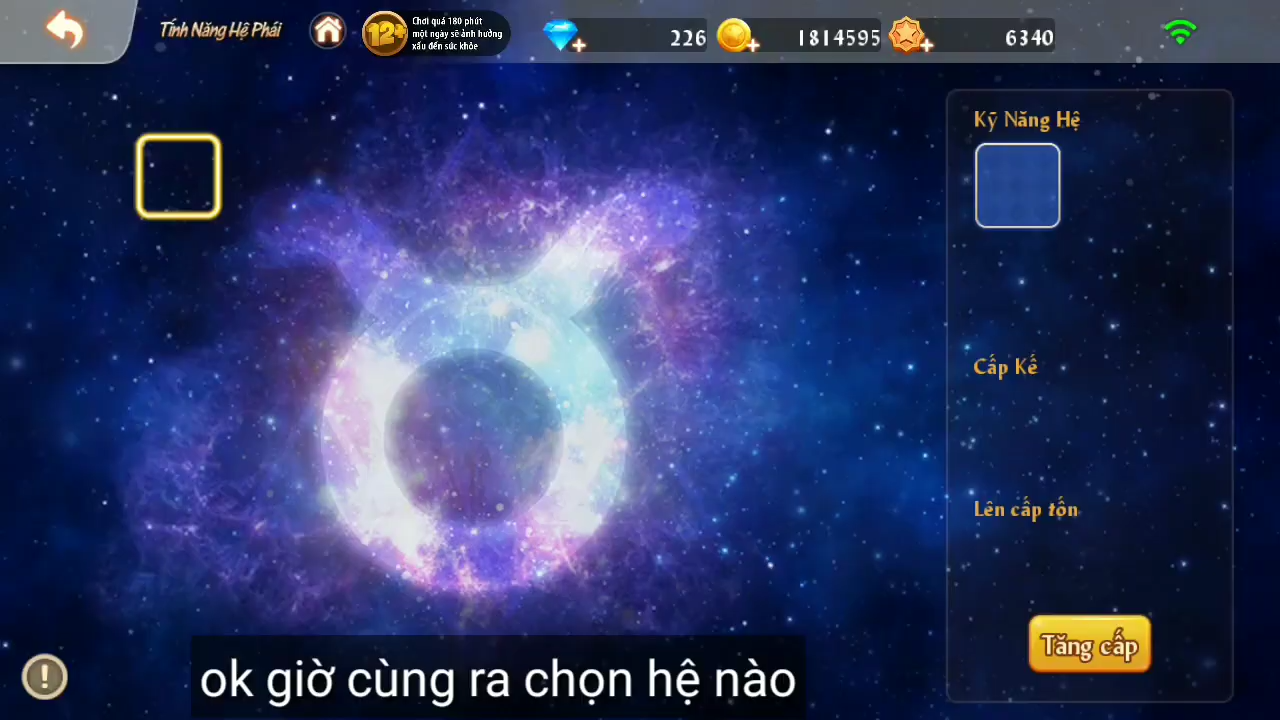 Tính Năng Hệ Phái
12+
Chơi quá 180 phút
một ngày sẽ ảnh hưởng
xấu đến sức khỏe
226
1814595
6340
Kỹ Năng Hệ
Cấp Kế
Lên cấp tốn
Tăng cấp
ok giờ cùng ra chọn hệ nào